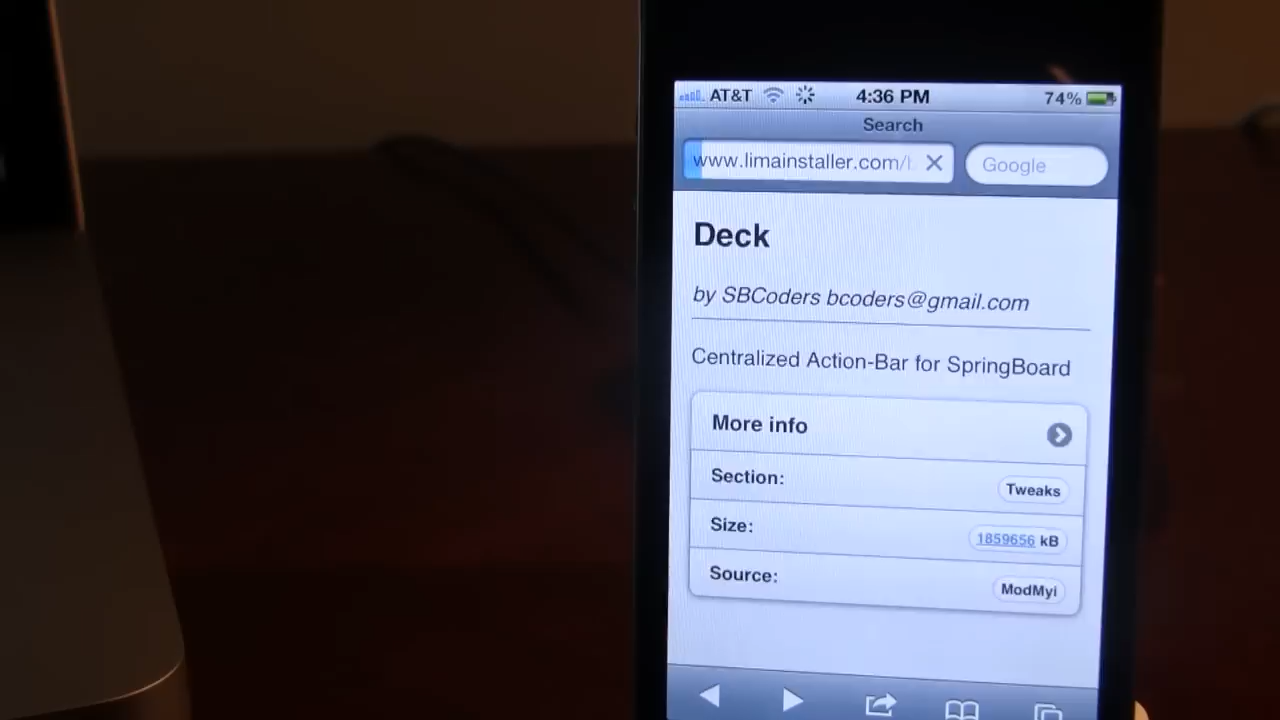 AT&T 4:36 PM 74%
Search
www.limainstaller.com/ Google
Deck
by SBCoders bcoders@gmail.com
Centralized Action-Bar for SpringBoard
More info
Section: Tweaks
Size: 1859656 kB
Source: ModMyi